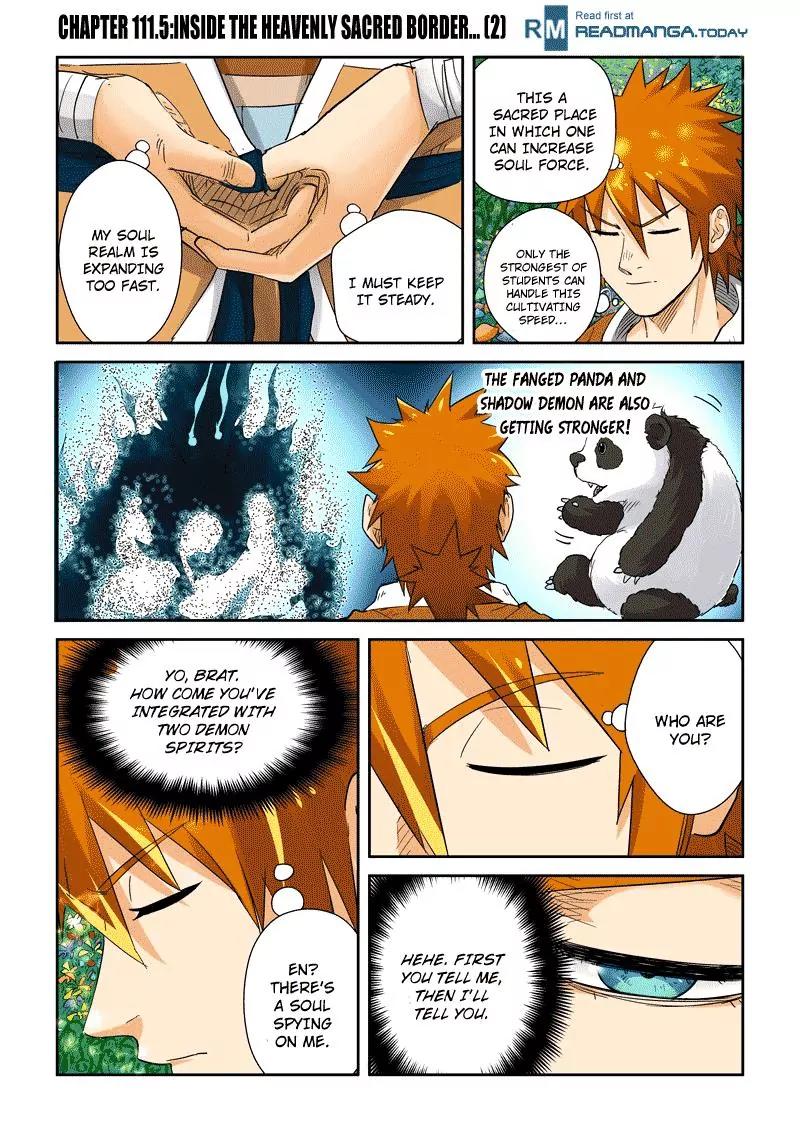 CHAPTER 111.5:INSIDE THE HEAVENLY SACRED BORDER... (2)
RM
Read first at
READMANGA.TODAY
MY SOUL
REALM IS
EXPANDING
TOO FAST.
I MUST KEEP
IT STEADY.
THIS A
SACRED PLACE
IN WHICH ONE
CAN INCREASE
SOUL FORCE.
ONLY THE
STRONGEST OF
STUDENTS CAN
HANDLE THIS
CULTIVATING
SPEED...
THE FANGED PANDA AND
SHADOW DEMON ARE ALSO
GETTING STRONGER!
YO, BRAT.
HOW COME YOU'VE
INTEGRATED WITH
TWO DEMON
SPIRITS?
EN?
THERE'S
A SOUL
SPYING
ON ME.
WHO ARE
YOU?
HEHE. FIRST
YOU TELL ME,
THEN I'LL
TELL YOU.